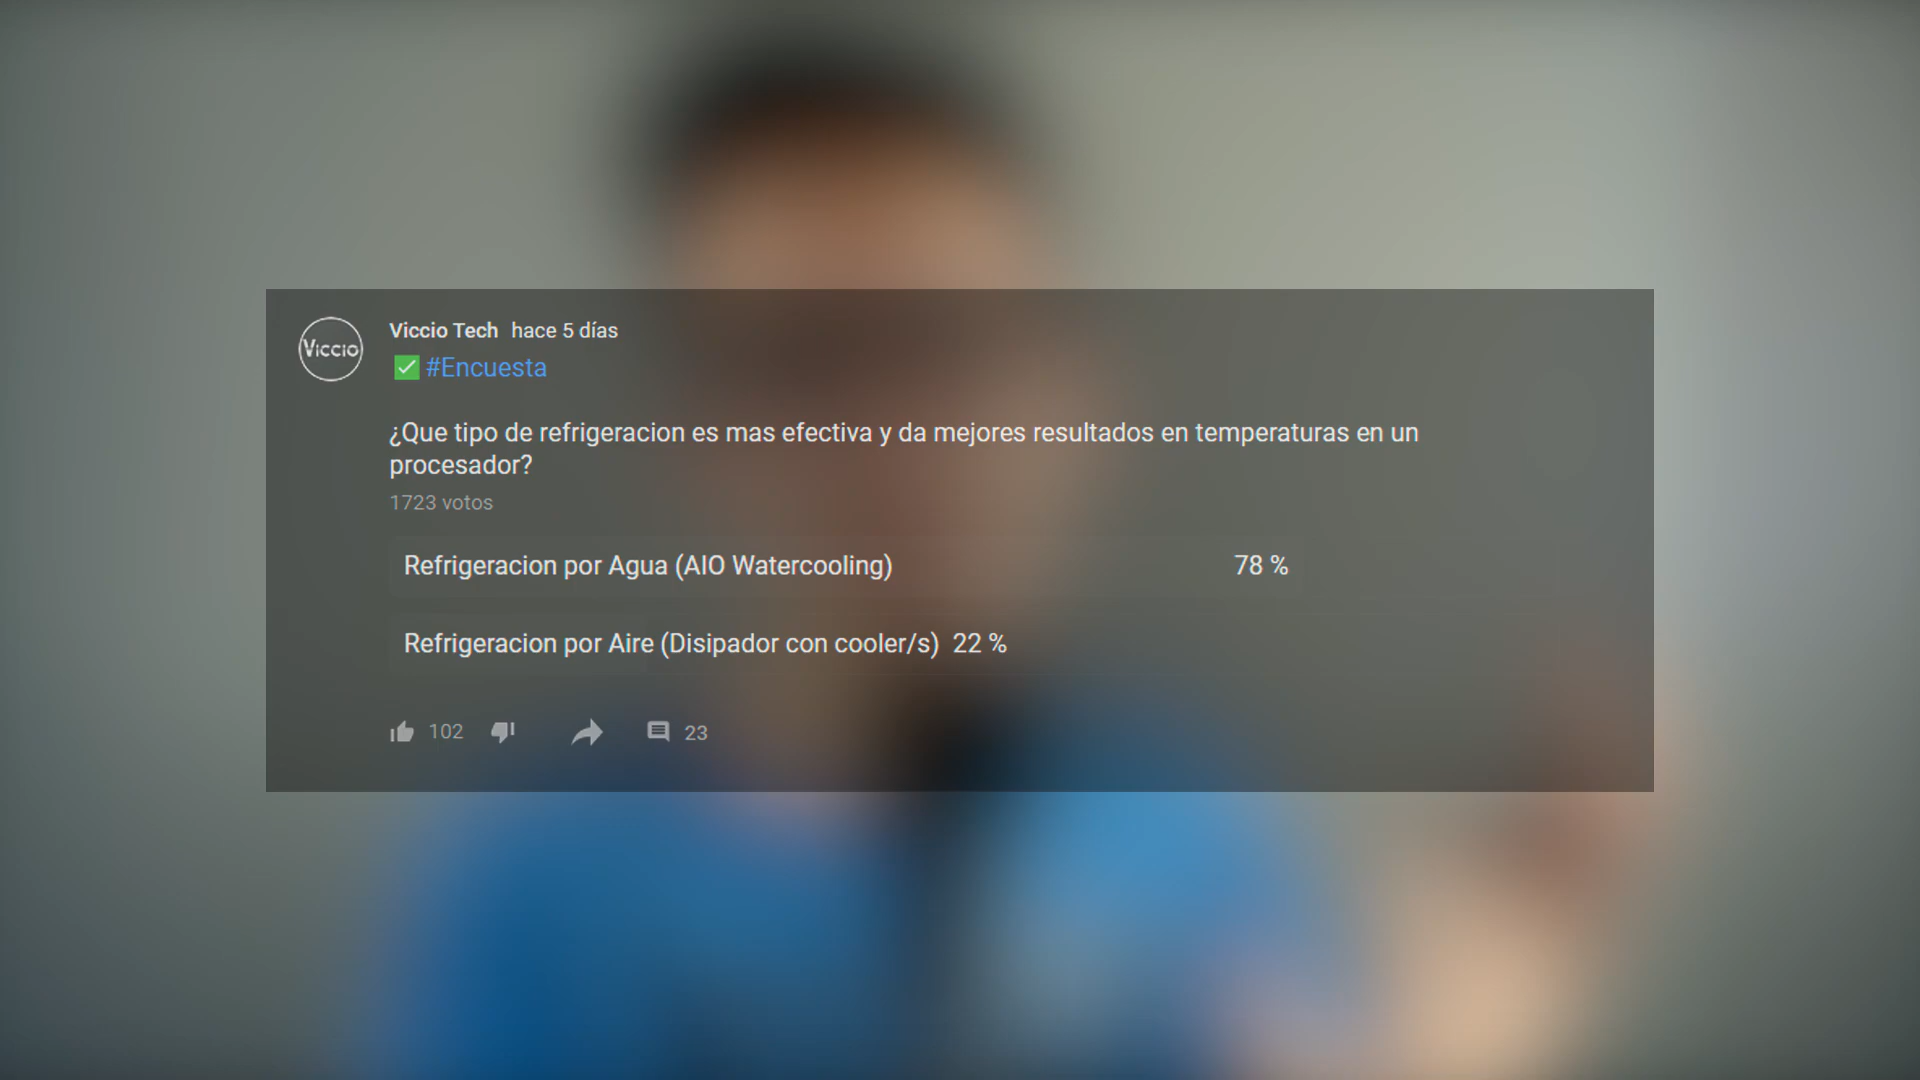 Viccio
Viccio Tech hace 5 días
✅ #Encuesta
¿Que tipo de refrigeracion es mas efectiva y da mejores resultados en temperaturas en un
procesador?
1723 votos
Refrigeracion por Agua (AIO Watercooling) 78 %
Refrigeracion por Aire (Disipador con cooler/s) 22 %
102 23